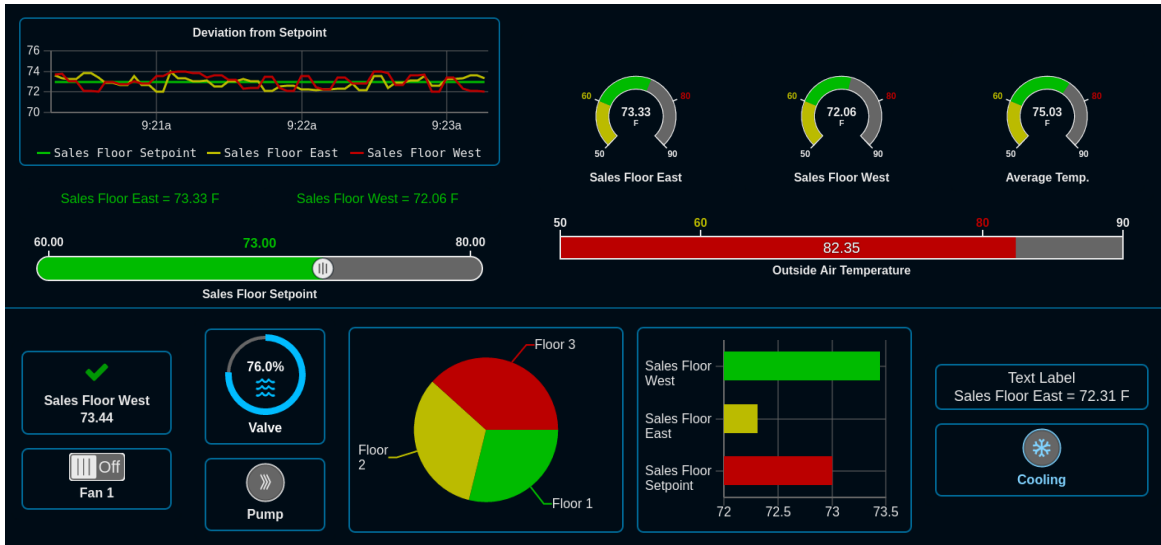 Deviation from Setpoint
76
74
72
70
9:21a
9:22a
9:23a
Sales Floor Setpoint
Sales Floor East
Sales Floor West
60
80
73.33
F
50
90
Sales Floor East
60
80
72.06
F
50
90
Sales Floor West
60
80
75.03
F
50
90
Average Temp.
Sales Floor East = 73.33 F
Sales Floor West = 72.06 F
60.00
73.00
80.00
Sales Floor Setpoint
50
60
80
90
82.35
Outside Air Temperature
Sales Floor West
73.44
Off
Fan 1
76.0%
Valve
Pump
Floor 3
Floor
2
Floor 1
Sales Floor
West
Sales Floor
East
Sales Floor
Setpoint
72
72.5
73
73.5
Text Label
Sales Floor East = 72.31 F
Cooling